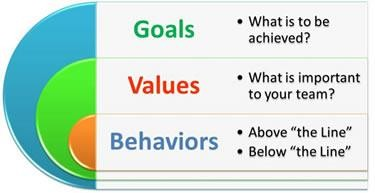 Goals
• What is to be
achieved?
Values
• What is important
to your team?
Behaviors
• Above “the Line”
• Below “the Line”